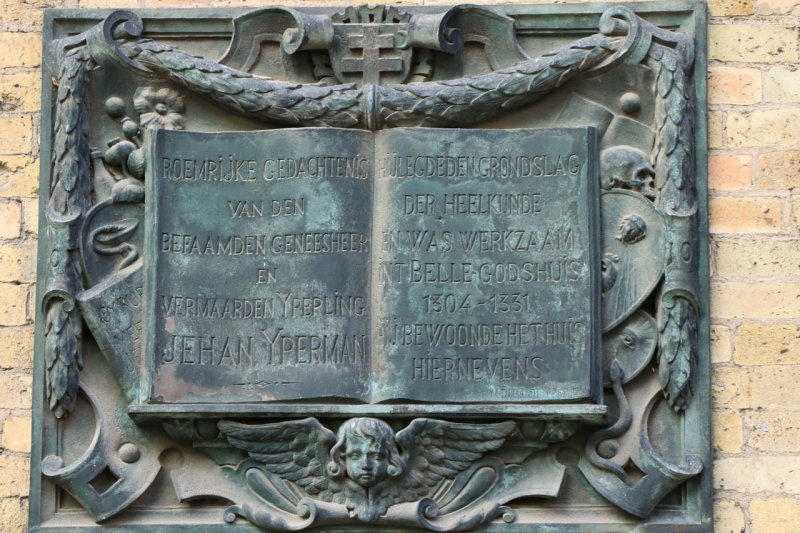 ROEMRIJKE GEDACHTENIS
VAN DEN
BEFAAMDEN GENEESHEER
EN
VERMAARDEN YPERLING
JEHAN YPERMAN
HIJ LEGDE DEN GRONDSLAG
DER HEELKUNDE
EN WAS WERKZAAM
INT BELLE-GODSHUIS
1304-1331
HIJ BEWOONDE HET HUIS
HIERNEVENS